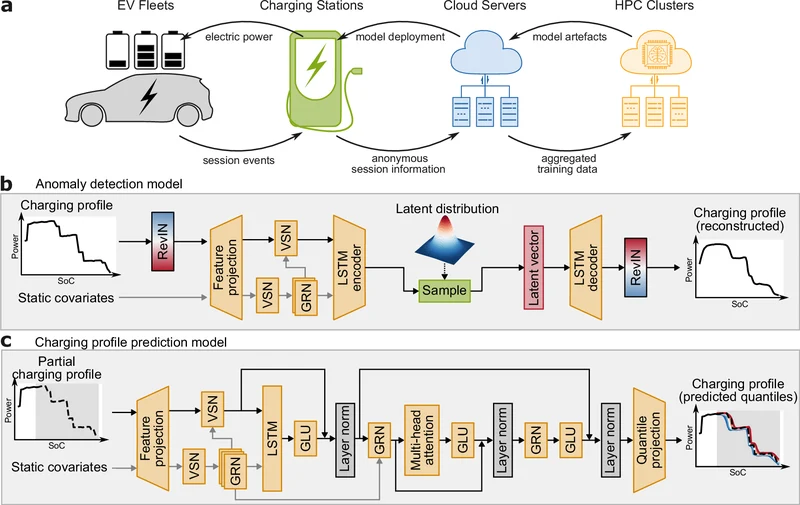 a
EV Fleets
Charging Stations
Cloud Servers
HPC Clusters
electric power
model deployment
model artefacts
session events
anonymous
session information
aggregated
training data
b
Anomaly detection model
Charging profile
Power
SoC
Static covariates
RevIN
Feature
projection
VSN
VSN
GRN
LSTM
encoder
Latent distribution
Sample
Latent vector
LSTM
decoder
RevIN
Charging profile
(reconstructed)
Power
SoC
c
Charging profile prediction model
Partial
charging profile
Power
SoC
Static covariates
Feature
projection
VSN
VSN
GRN
LSTM
GLU
Layer norm
GRN
Multi-head
attention
GLU
Layer norm
GRN
GLU
Layer norm
Quantile
projection
Charging profile
(predicted quantiles)
Power
SoC